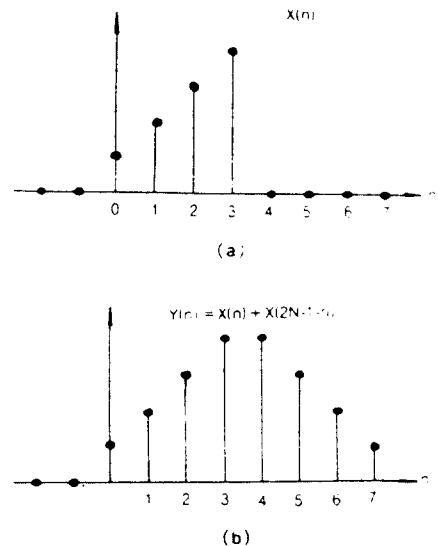 X(n)
0 1 2 3 4 5 6 7
(a)
Y(n) = X(n) + X(2N-1-n)
1 2 3 4 5 6 7
(b)